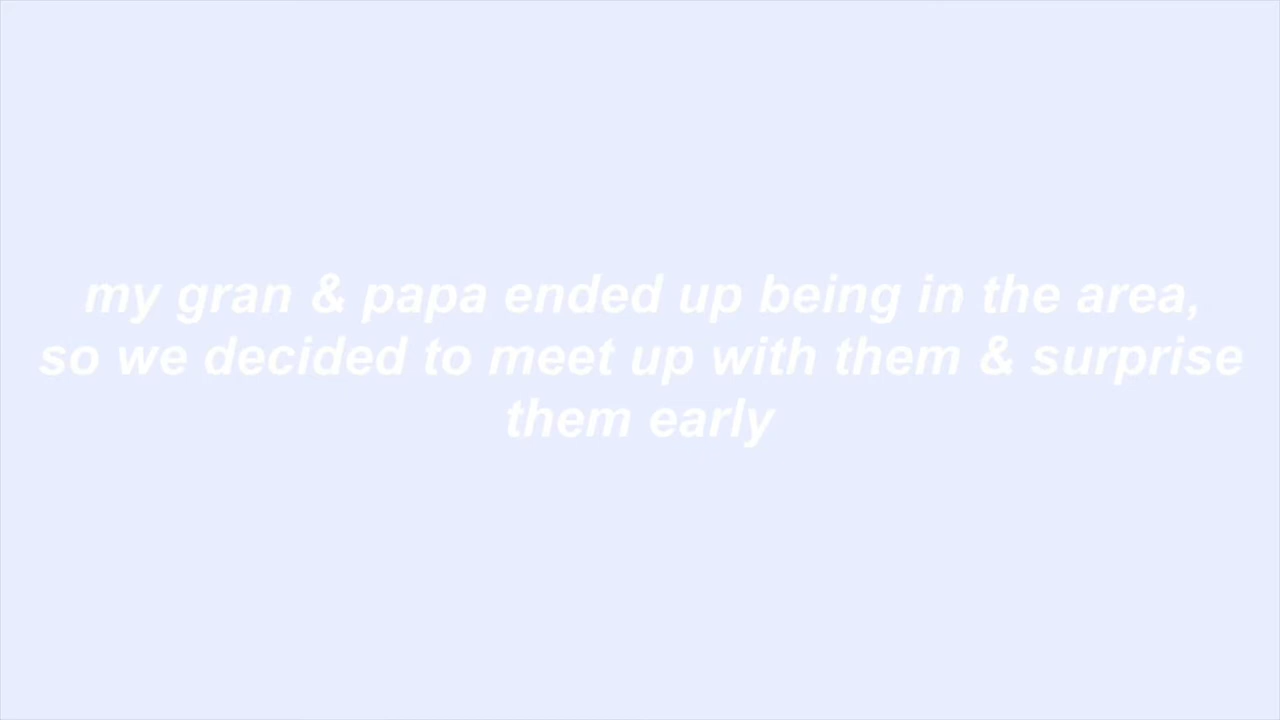 my gran & papa ended up being in the area,
so we decided to meet up with them & surprise
them early